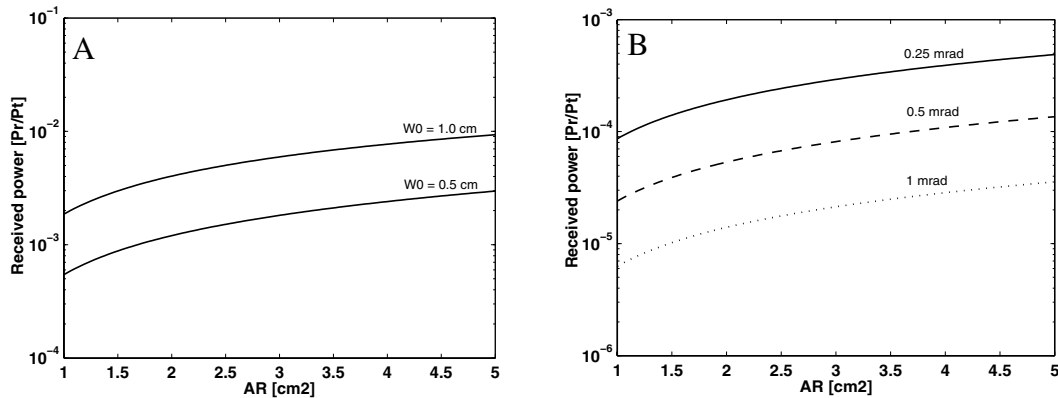 A
10^-1
10^-2
10^-3
10^-4
Received power [Pr/Pt]
W0 = 1.0 cm
W0 = 0.5 cm
1 1.5 2 2.5 3 3.5 4 4.5 5
AR [cm2]
B
10^-3
10^-4
10^-5
10^-6
Received power [Pr/Pt]
0.25 mrad
0.5 mrad
1 mrad
1 1.5 2 2.5 3 3.5 4 4.5 5
AR [cm2]